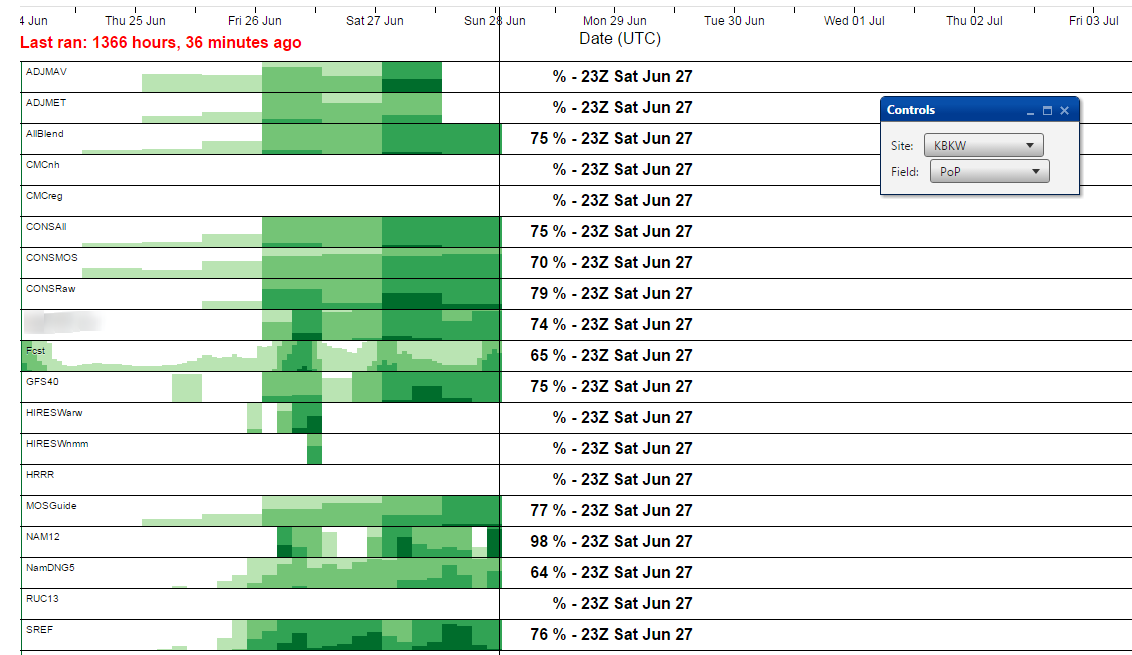 4 Jun Thu 25 Jun Fri 26 Jun Sat 27 Jun Sun 28 Jun Mon 29 Jun Tue 30 Jun Wed 01 Jul Thu 02 Jul Fri 03 Jul
Last ran: 1366 hours, 36 minutes ago Date (UTC)
ADJMAV % - 23Z Sat Jun 27
ADJMET % - 23Z Sat Jun 27
Controls
AllBlend 75 % - 23Z Sat Jun 27
Site: KBKW
CMCnh % - 23Z Sat Jun 27
Field: PoP
CMCreg % - 23Z Sat Jun 27
CONSAll 75 % - 23Z Sat Jun 27
CONSMOS 70 % - 23Z Sat Jun 27
CONSRaw 79 % - 23Z Sat Jun 27
74 % - 23Z Sat Jun 27
Fcst 65 % - 23Z Sat Jun 27
GFS40 75 % - 23Z Sat Jun 27
HIRESWarw % - 23Z Sat Jun 27
HIRESWnmm % - 23Z Sat Jun 27
HRRR % - 23Z Sat Jun 27
MOSGuide 77 % - 23Z Sat Jun 27
NAM12 98 % - 23Z Sat Jun 27
NamDNG5 64 % - 23Z Sat Jun 27
RUC13 % - 23Z Sat Jun 27
SREF 76 % - 23Z Sat Jun 27